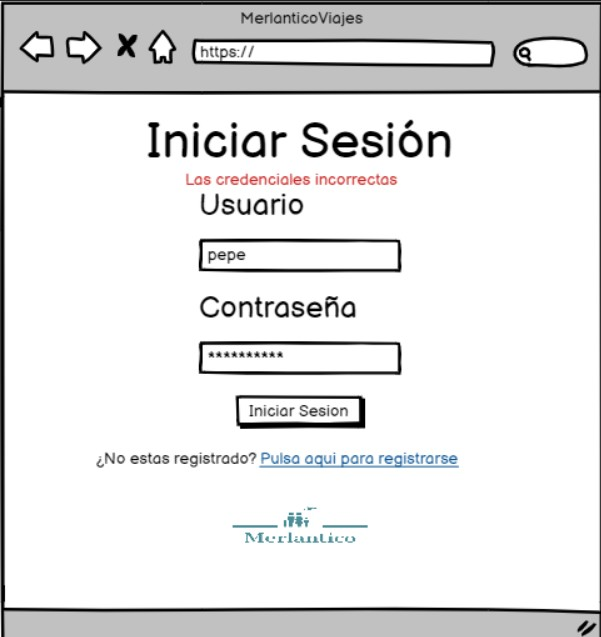 MerlanticoViajes
https://
Iniciar Sesión
Las credenciales incorrectas
Usuario
pepe
Contraseña
**********
Iniciar Sesion
¿No estas registrado? Pulsa aqui para registrarse
Merlantico